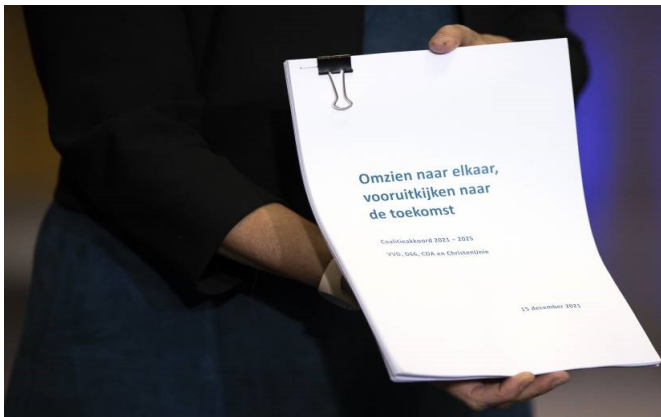 Omzien naar elkaar,
vooruitkijken naar
de toekomst
Coalitieakkoord 2021 – 2025
VVD, D66, CDA en ChristenUnie
15 december 2021